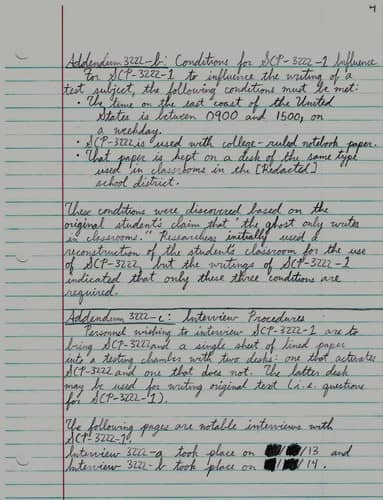 4
Addendum 3222-b: Conditions for SCP-3222-1 Influence
For SCP-3222-1 to influence the writing of a
test subject, the following conditions must be met:
• The time on the east coast of the United
States is between 0900 and 1500, on
a weekday.
• SCP-3222 is used with college-ruled notebook paper.
• That paper is kept on a desk of the same type
used in classrooms in the [Redacted]
school district.
These conditions were discovered based on the
original student's claim that "the ghost only writes
in classrooms." Researchers initially used a
reconstruction of the student's classroom for the use
of SCP-3222, but the writings of SCP-3222-1
indicated that only these three conditions are
required.
Addendum 3222-c: Interview Procedures
Personnel wishing to interview SCP-3222-1 are to
bring SCP-3222 and a single sheet of lined paper
into a testing chamber with two desks: one that activates
SCP-3222 and one that does not. The latter desk
may be used for writing original text (i.e. questions
for SCP-3222-1).
The following pages are notable interviews with
SCP-3222-1.
Interview 3222-a took place on / /13 and
Interview 3222-b took place on / /14.